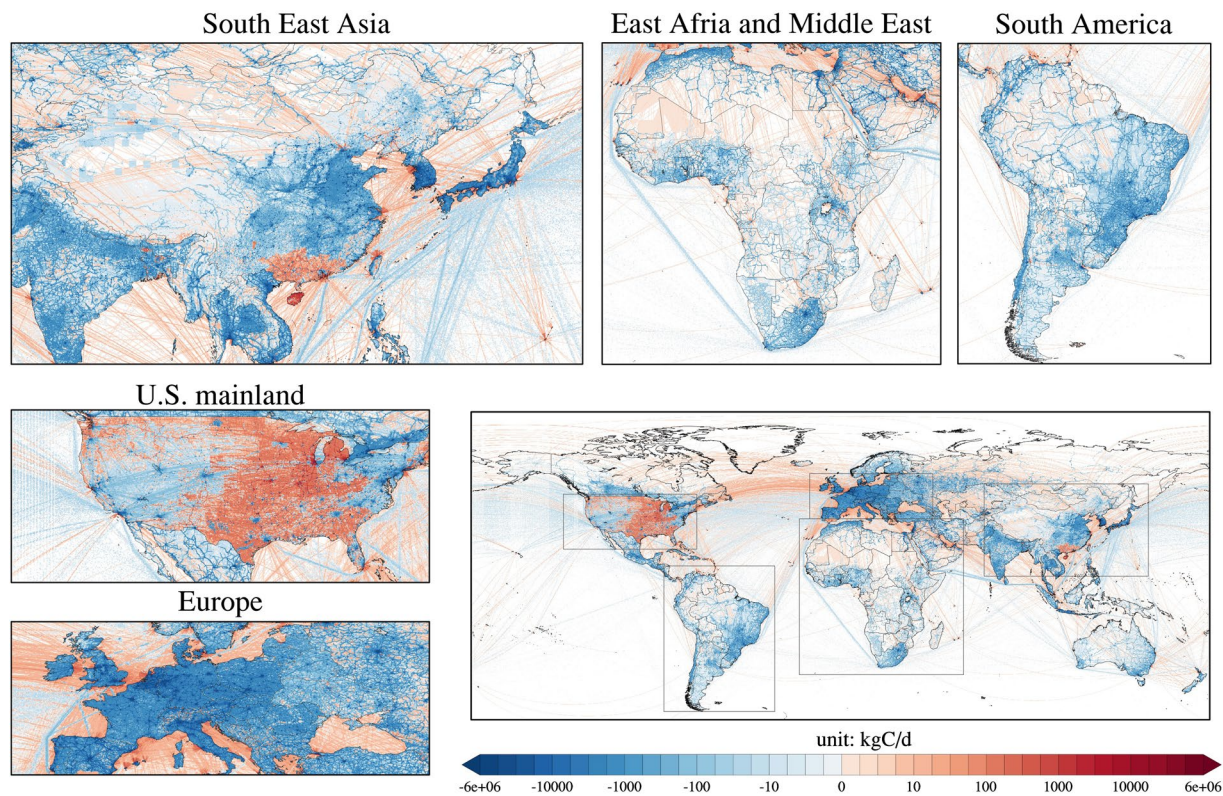 South East Asia
East Afria and Middle East
South America
U.S. mainland
Europe
unit: kgC/d
-6e+06 -10000 -1000 -100 -10 0 10 100 1000 10000 6e+06